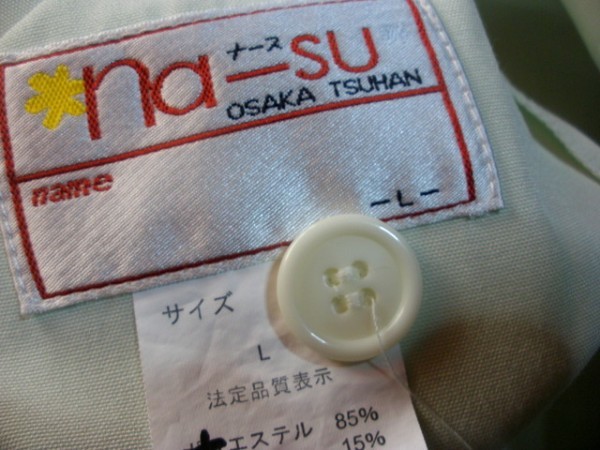 ナース
na—su
OSAKA TSUHAN
name
—L—
サイズ
L
法定品質表示
エステル 85%
15%